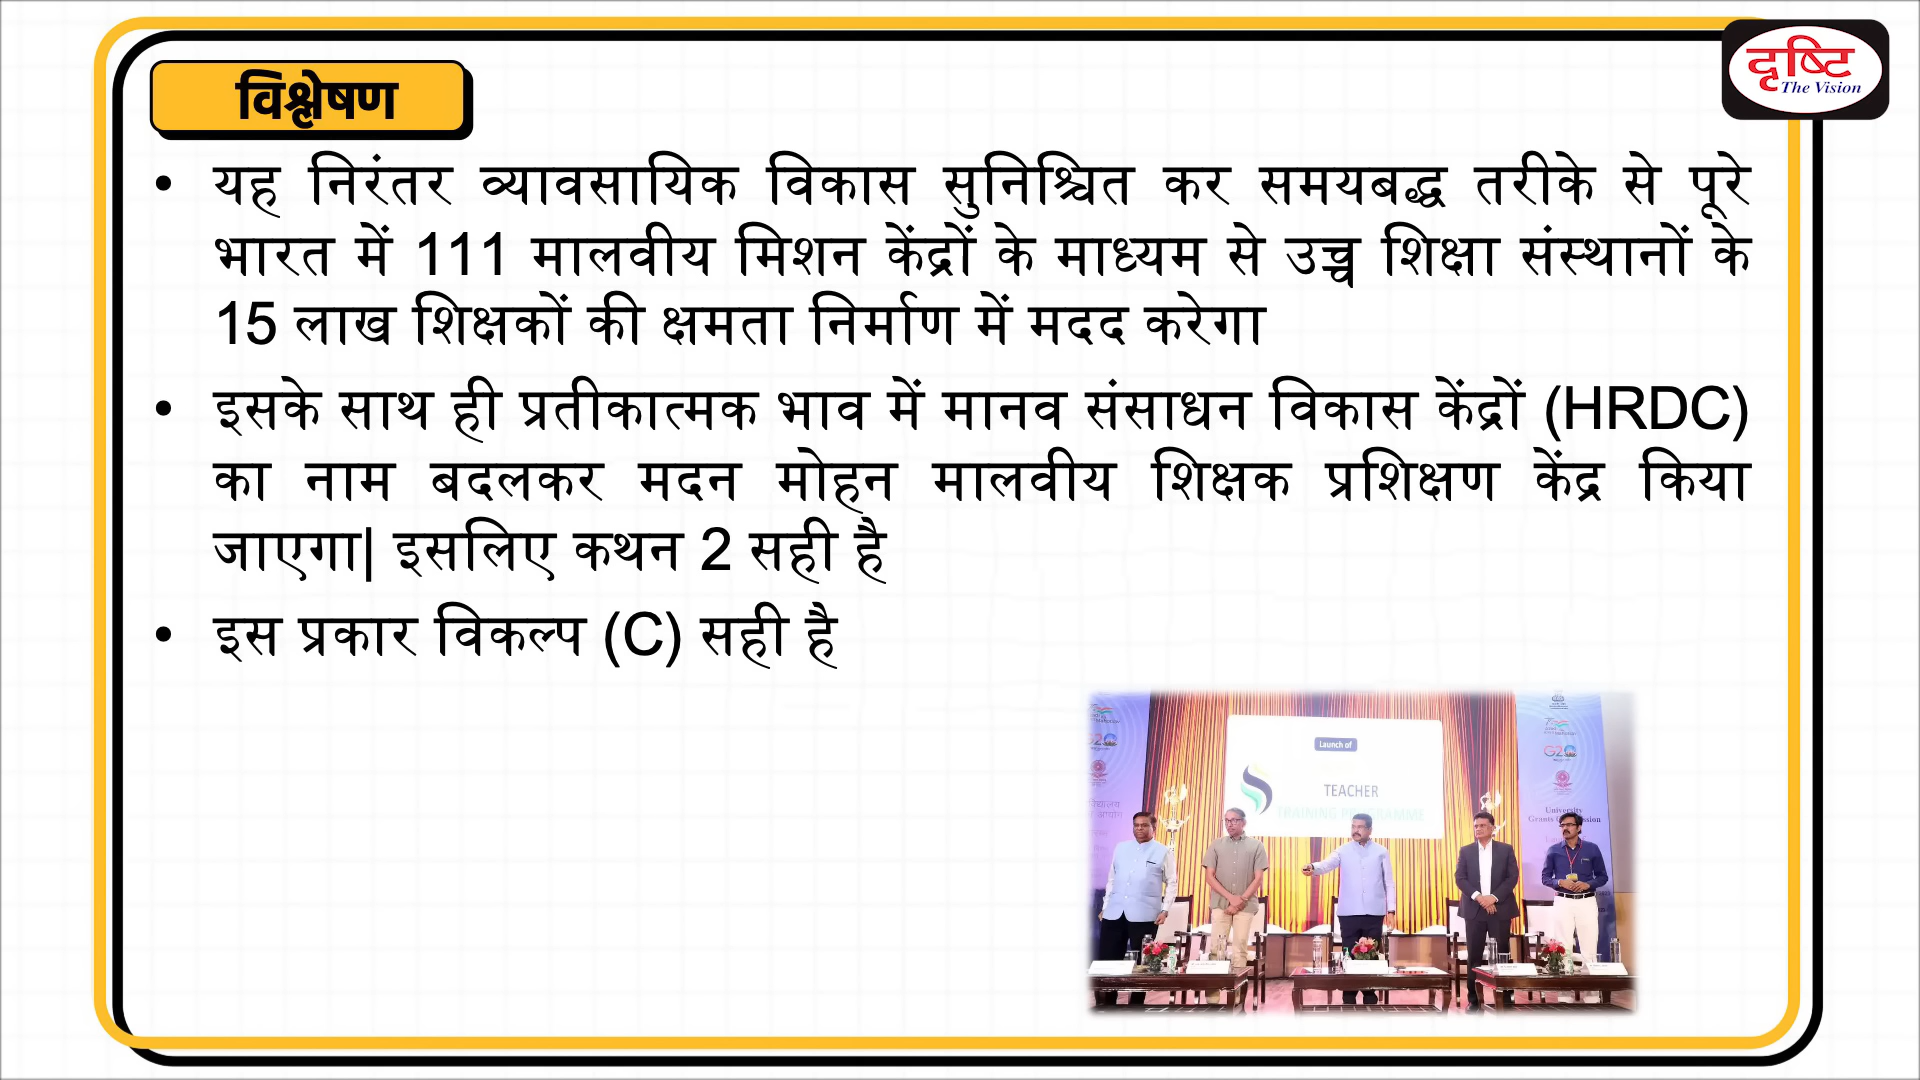 दृष्टि
The Vision
विश्लेषण
• यह निरंतर व्यावसायिक विकास सुनिश्चित कर समयबद्ध तरीके से पूरे
भारत में 111 मालवीय मिशन केंद्रों के माध्यम से उच्च शिक्षा संस्थानों के
15 लाख शिक्षकों की क्षमता निर्माण में मदद करेगा
• इसके साथ ही प्रतीकात्मक भाव में मानव संसाधन विकास केंद्रों (HRDC)
का नाम बदलकर मदन मोहन मालवीय शिक्षक प्रशिक्षण केंद्र किया
जाएगा| इसलिए कथन 2 सही है
• इस प्रकार विकल्प (C) सही है
Launch of
TEACHER
TRAINING PROGRAMME
G20
University
Grants